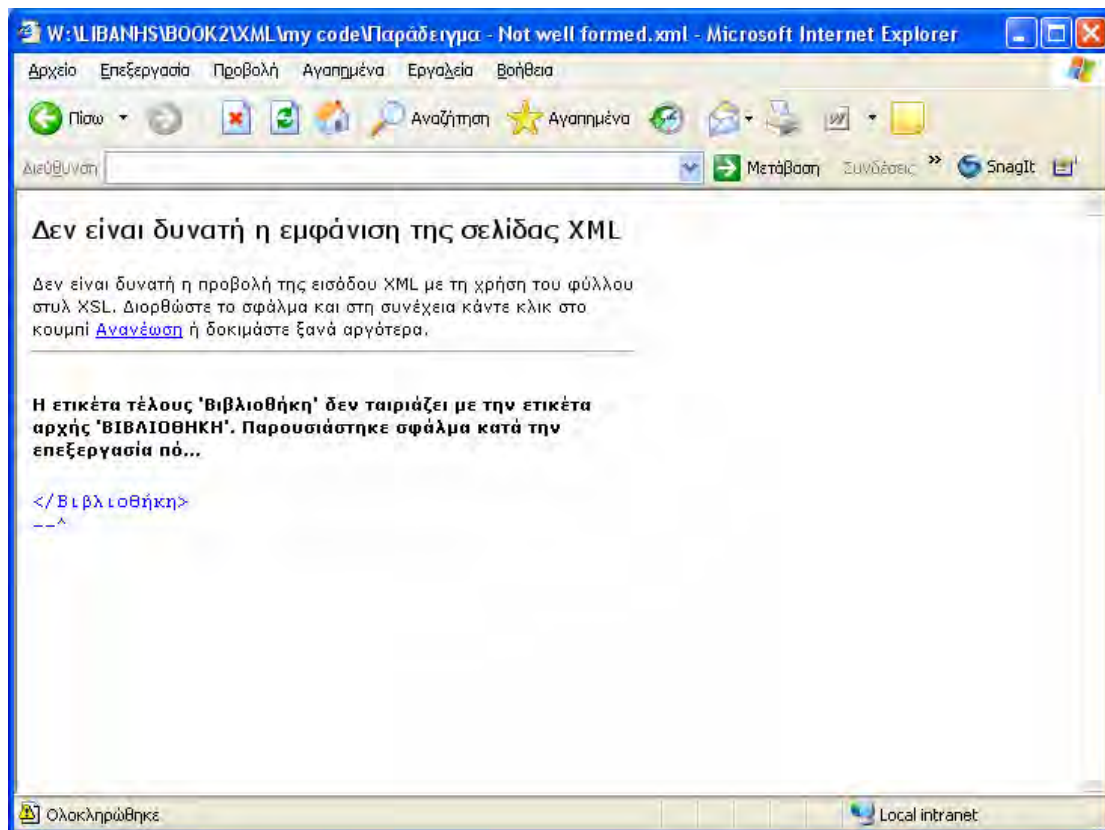 W:\LIBANHS\BOOK2\XML\my code\Παράδειγμα - Not well formed.xml - Microsoft Internet Explorer
Αρχείο Επεξεργασία Προβολή Αγαπημένα Εργαλεία Βοήθεια
Πίσω Αναζήτηση Αγαπημένα
Διεύθυνση Μετάβαση Συνδέσεις » SnagIt
Δεν είναι δυνατή η εμφάνιση της σελίδας XML
Δεν είναι δυνατή η προβολή της εισόδου XML με τη χρήση του φύλλου
στυλ XSL. Διορθώστε το σφάλμα και στη συνέχεια κάντε κλικ στο
κουμπί Ανανέωση ή δοκιμάστε ξανά αργότερα.
Η ετικέτα τέλους 'Βιβλιοθήκη' δεν ταιριάζει με την ετικέτα
αρχής 'ΒΙΒΛΙΟΘΗΚΗ'. Παρουσιάστηκε σφάλμα κατά την
επεξεργασία πό...
</Βιβλιοθήκη>
--^
Ολοκληρώθηκε Local intranet